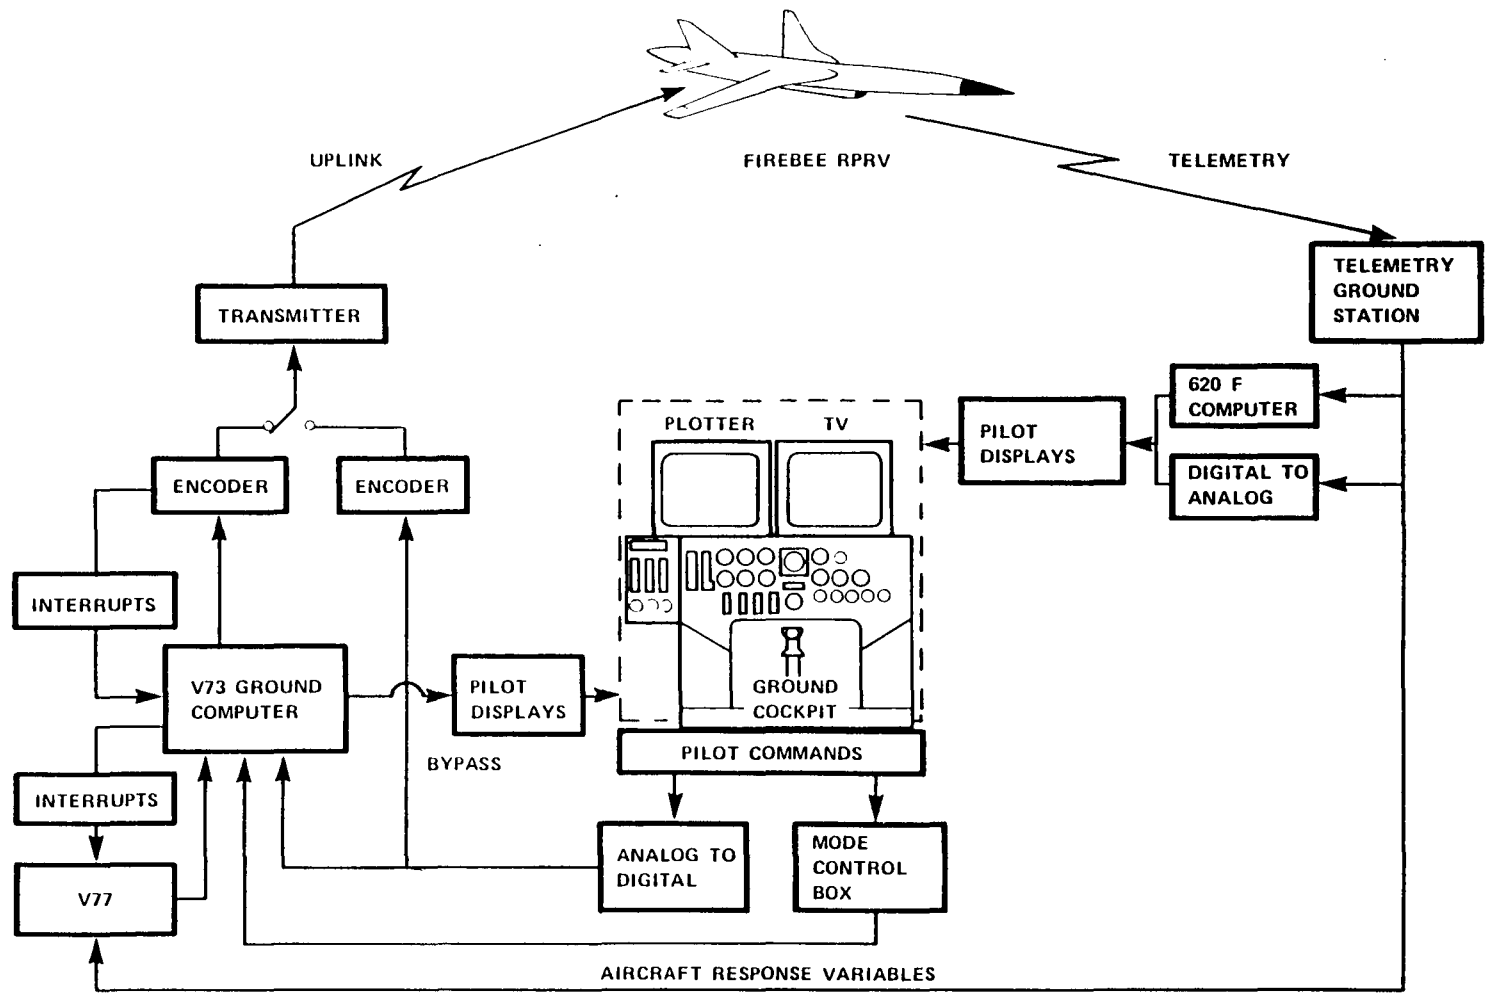 UPLINK
FIREBEE RPRV
TELEMETRY
TELEMETRY
GROUND
STATION
TRANSMITTER
620 F
COMPUTER
PLOTTER
TV
PILOT
DISPLAYS
DIGITAL TO
ANALOG
ENCODER
ENCODER
INTERRUPTS
V73 GROUND
COMPUTER
PILOT
DISPLAYS
GROUND
COCKPIT
PILOT COMMANDS
BYPASS
INTERRUPTS
ANALOG TO
DIGITAL
MODE
CONTROL
BOX
V77
AIRCRAFT RESPONSE VARIABLES